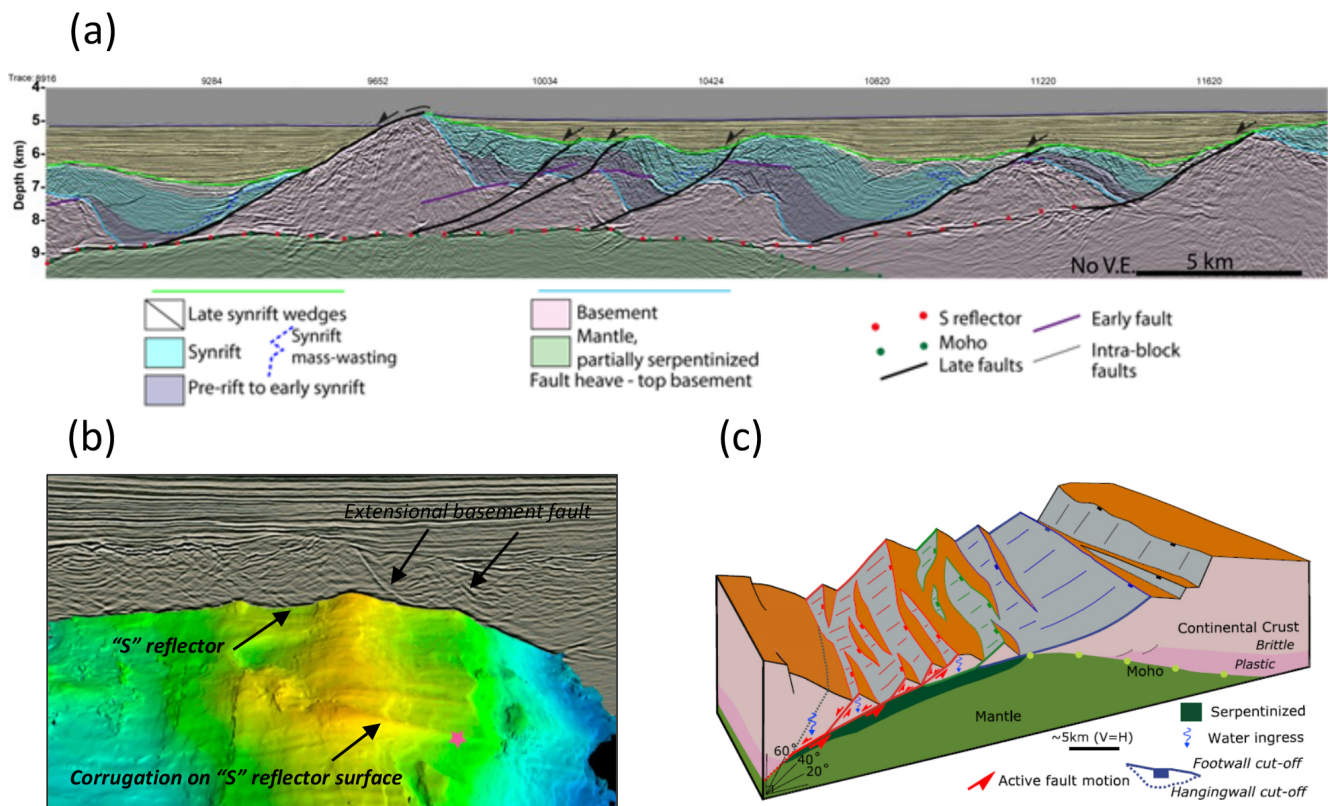 (a)
Trace: 8916 9284 9652 10034 10424 10820 11220 11620
4
5
6
7
8
9
Depth (km)
No V.E. 5 km
Late synrift wedges
Synrift
mass-wasting
Synrift
Pre-rift to early synrift
Basement
Mantle,
partially serpentinized
Fault heave - top basement
S reflector
Moho
Late faults
Early fault
Intra-block
faults
(b)
Extensional basement fault
"S" reflector
Corrugation on "S" reflector surface
(c)
Continental Crust
Brittle
Plastic
Moho
Mantle
60°
40°
20°
~5km (V=H)
Serpentinized
Water ingress
Footwall cut-off
Active fault motion
Hangingwall cut-off